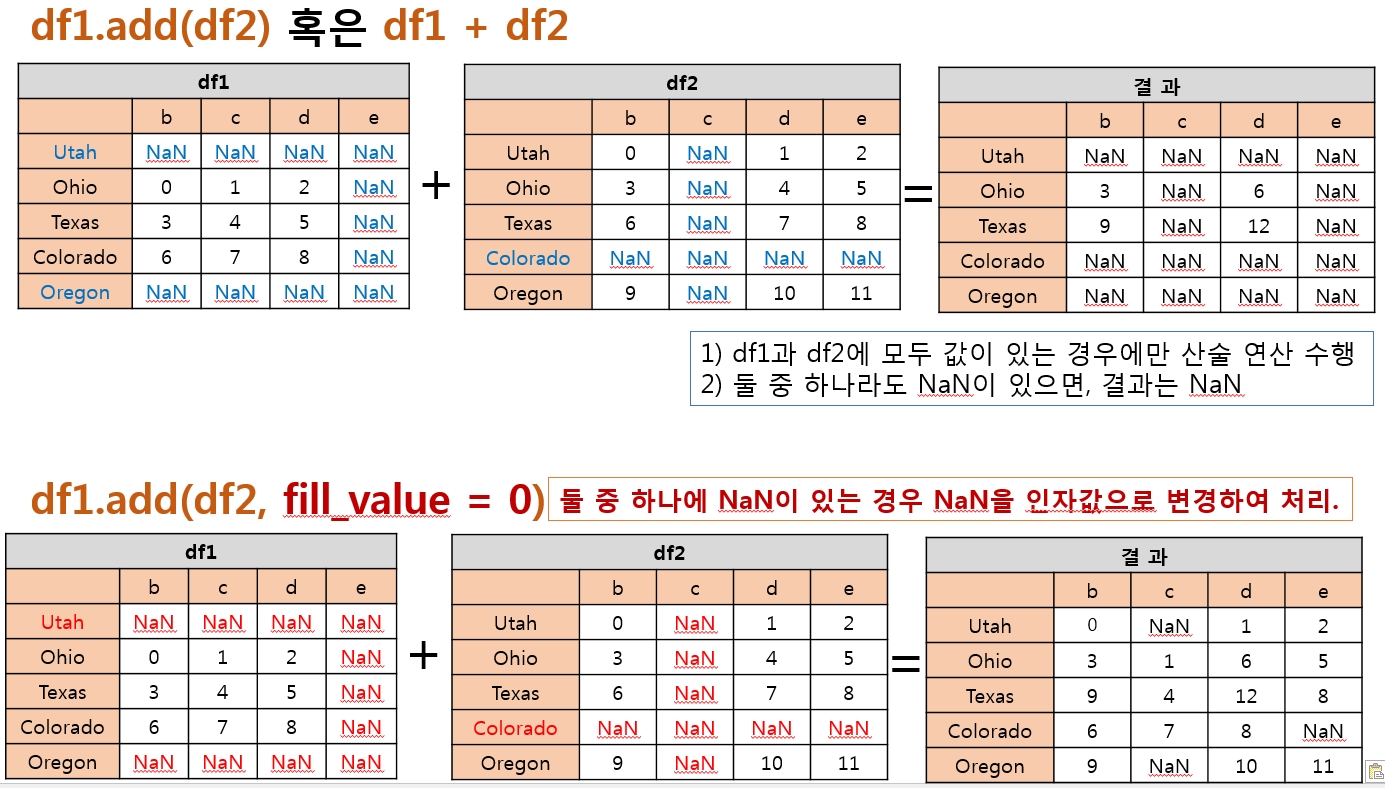 df1.add(df2) 혹은 df1 + df2
df1
b c d e
Utah NaN NaN NaN NaN
Ohio 0 1 2 NaN
Texas 3 4 5 NaN
Colorado 6 7 8 NaN
Oregon NaN NaN NaN NaN
+
df2
b c d e
Utah 0 NaN 1 2
Ohio 3 NaN 4 5
Texas 6 NaN 7 8
Colorado NaN NaN NaN NaN
Oregon 9 NaN 10 11
=
결 과
b c d e
Utah NaN NaN NaN NaN
Ohio 3 NaN 6 NaN
Texas 9 NaN 12 NaN
Colorado NaN NaN NaN NaN
Oregon NaN NaN NaN NaN
1) df1과 df2에 모두 값이 있는 경우에만 산술 연산 수행
2) 둘 중 하나라도 NaN이 있으면, 결과는 NaN
df1.add(df2, fill_value = 0)
둘 중 하나에 NaN이 있는 경우 NaN을 인자값으로 변경하여 처리.
df1
b c d e
Utah NaN NaN NaN NaN
Ohio 0 1 2 NaN
Texas 3 4 5 NaN
Colorado 6 7 8 NaN
Oregon NaN NaN NaN NaN
+
df2
b c d e
Utah 0 NaN 1 2
Ohio 3 NaN 4 5
Texas 6 NaN 7 8
Colorado NaN NaN NaN NaN
Oregon 9 NaN 10 11
=
결 과
b c d e
Utah 0 NaN 1 2
Ohio 3 1 6 5
Texas 9 4 12 8
Colorado 6 7 8 NaN
Oregon 9 NaN 10 11